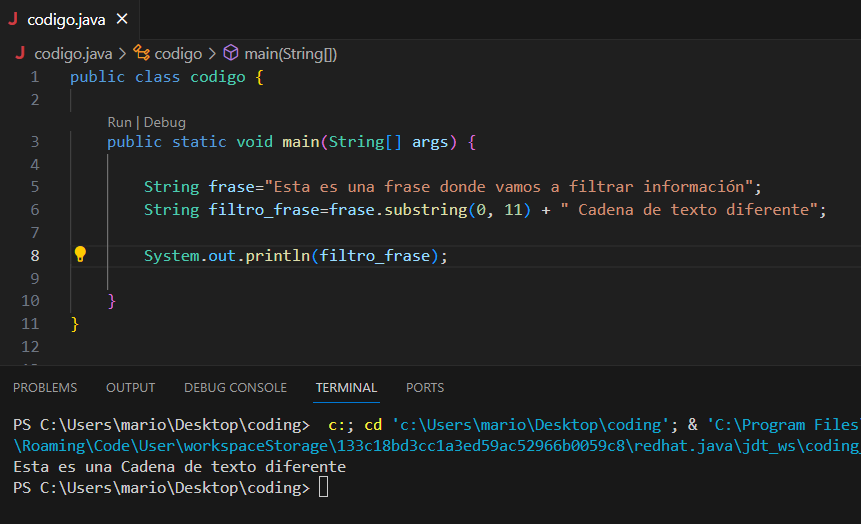 J codigo.java ×
J codigo.java > codigo > main(String[])
1 public class codigo {
2
Run | Debug
3 public static void main(String[] args) {
4
5 String frase="Esta es una frase donde vamos a filtrar información";
6 String filtro_frase=frase.substring(0, 11) + " Cadena de texto diferente";
7
8 System.out.println(filtro_frase);
9
10 }
11 }
12
PROBLEMS OUTPUT DEBUG CONSOLE TERMINAL PORTS
PS C:\Users\mario\Desktop\coding>  c:; cd 'c:\Users\mario\Desktop\coding'; & 'C:\Program Files
\Roaming\Code\User\workspaceStorage\133c18bd3cc1a3ed59ac52966b0059c8\redhat.java\jdt_ws\coding_
Esta es una Cadena de texto diferente
PS C:\Users\mario\Desktop\coding>